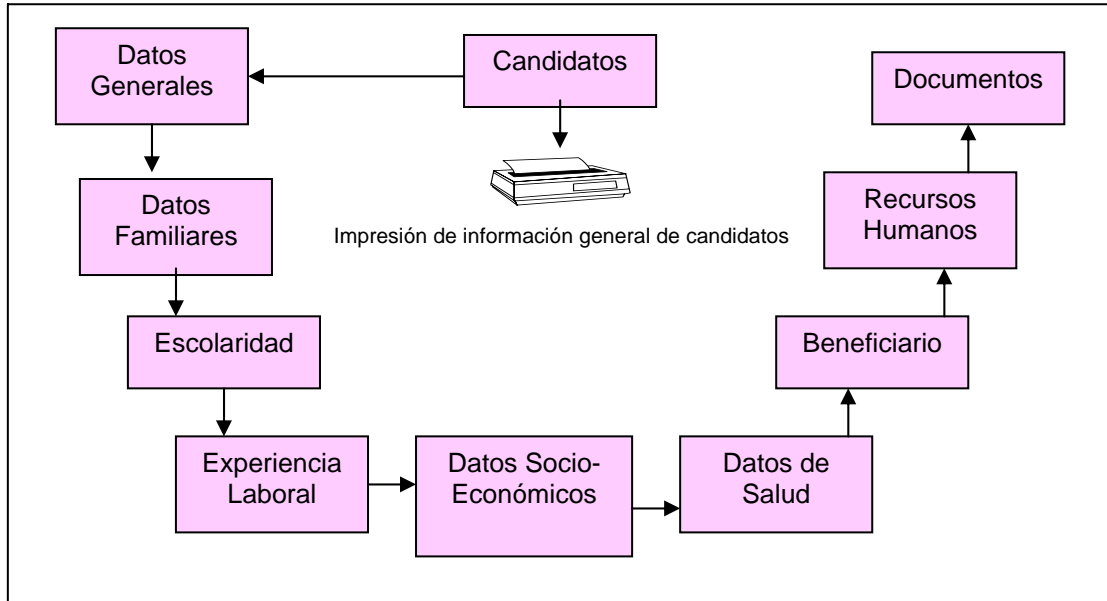 Datos
Generales
Candidatos
Documentos
Datos
Familiares
Impresión de información general de candidatos
Recursos
Humanos
Escolaridad
Beneficiario
Experiencia
Laboral
Datos Socio-
Económicos
Datos de
Salud